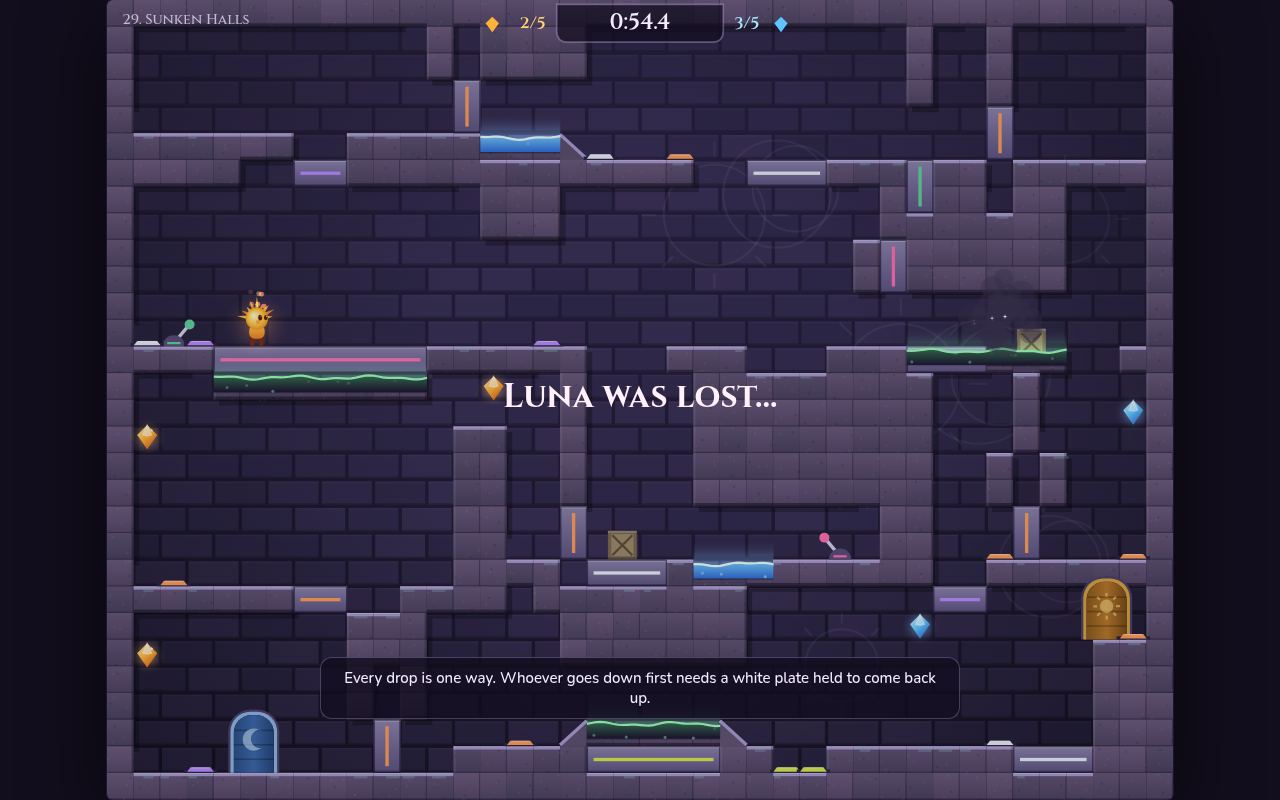 29. Sunken Halls
2/5
0:54.4
3/5
Luna was lost...
Every drop is one way. Whoever goes down first needs a white plate held to come back
up.